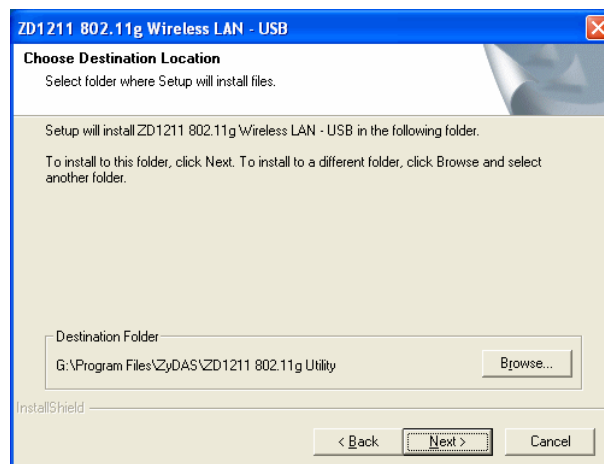 ZD1211 802.11g Wireless LAN - USB
Choose Destination Location
Select folder where Setup will install files.
Setup will install ZD1211 802.11g Wireless LAN - USB in the following folder.
To install to this folder, click Next. To install to a different folder, click Browse and select
another folder.
Destination Folder
G:\Program Files\ZyDAS\ZD1211 802.11g Utility
Browse...
InstallShield
< Back
Next >
Cancel